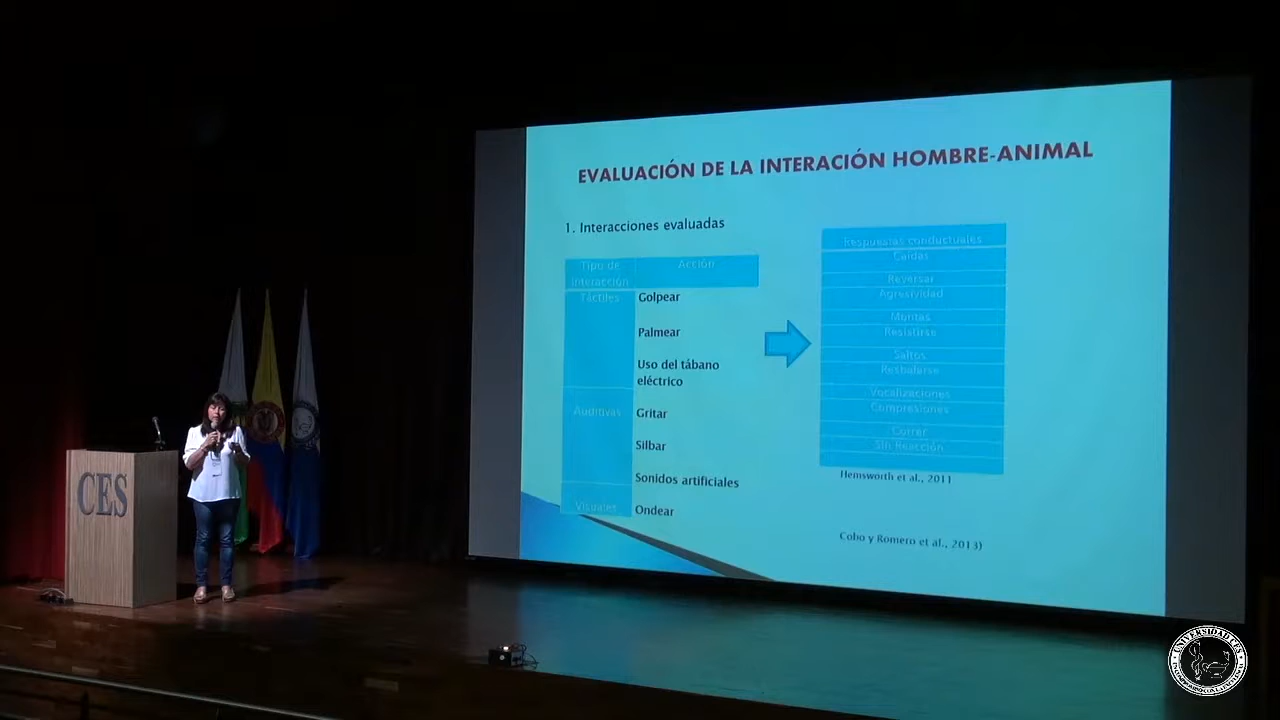 EVALUACIÓN DE LA INTERACIÓN HOMBRE-ANIMAL
1. Interacciones evaluadas
Tipo de interacción
Acción
Táctiles
Golpear
Palmear
Uso del tábano
eléctrico
Auditivas
Gritar
Silbar
Sonidos artificiales
Visuales
Ondear
Respuestas conductuales
Caídas
Reversar
Agresividad
Montas
Resistirse
Saltos
Resbalarse
Vocalizaciones
Compresiones
Correr
Sin Reacción
Hemsworth et al., 2011
Cobo y Romero et al., 2013)
CES
UNIVERSIDAD CES